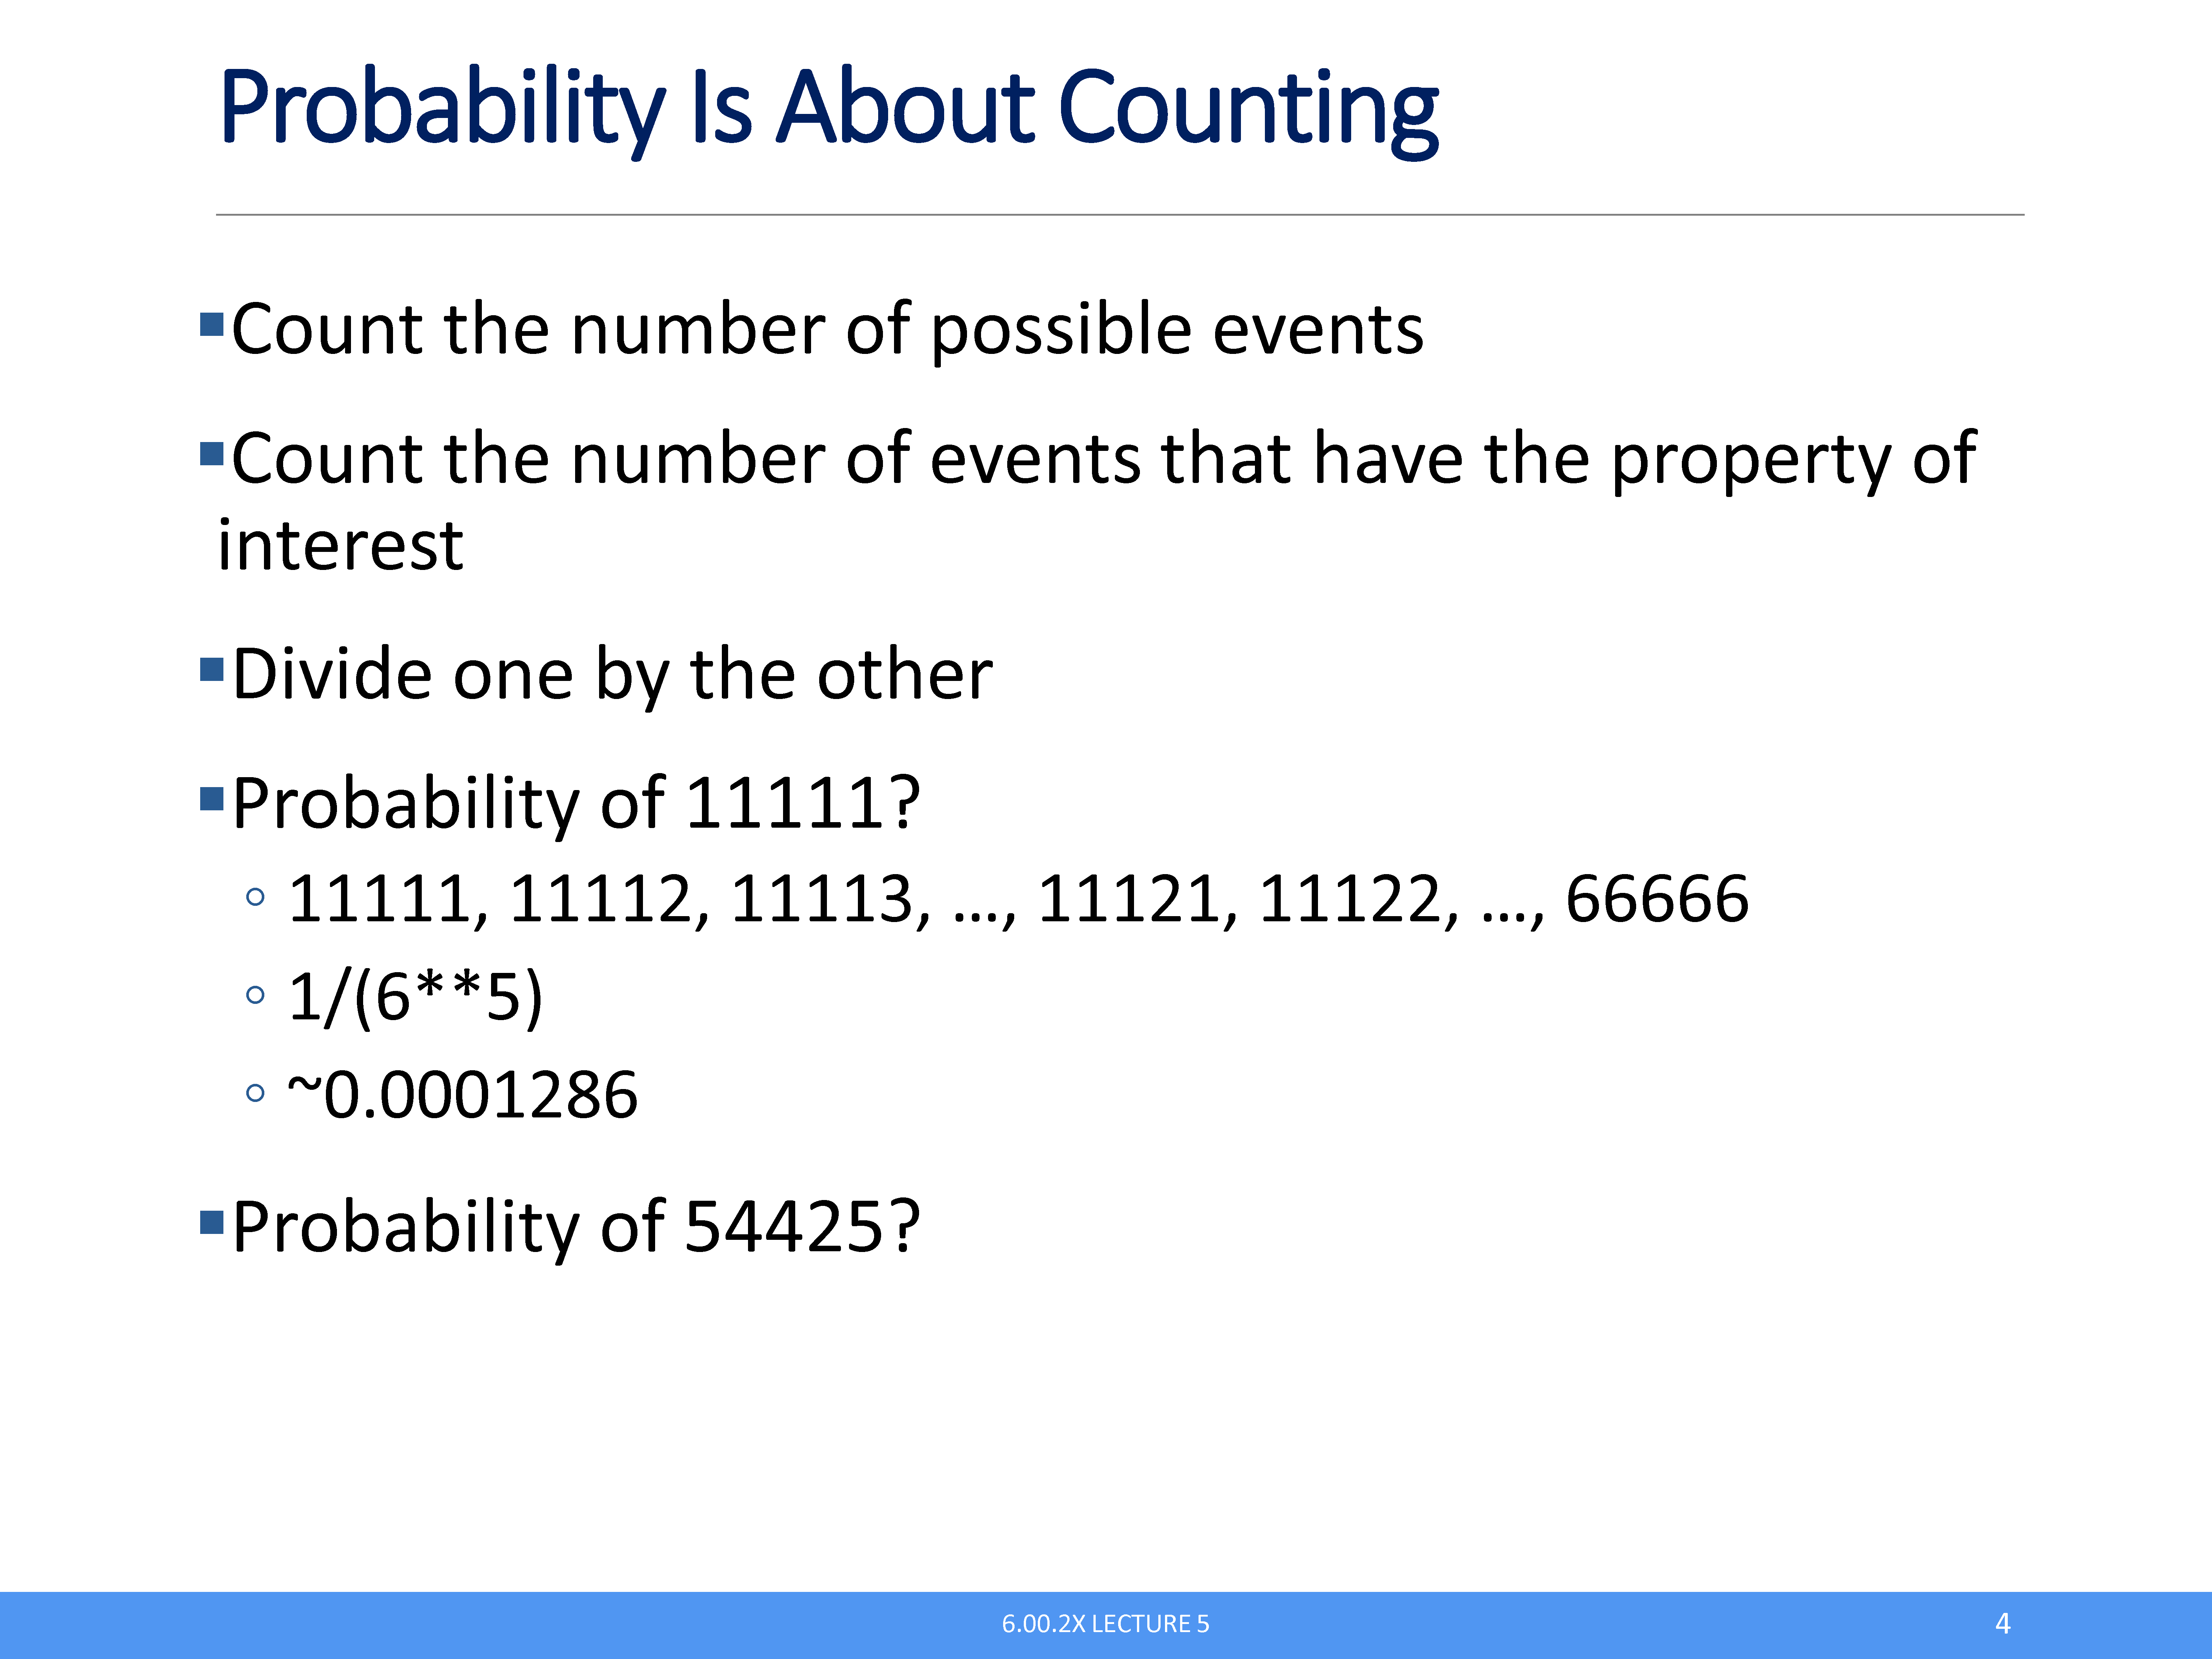 Probability Is About Counting
▪Count the number of possible events
▪Count the number of events that have the property of
interest
▪Divide one by the other
▪Probability of 11111?
◦ 11111, 11112, 11113, …, 11121, 11122, …, 66666
◦ 1/(6**5)
◦ ~0.0001286
▪Probability of 54425?
6.00.2X LECTURE 5
4